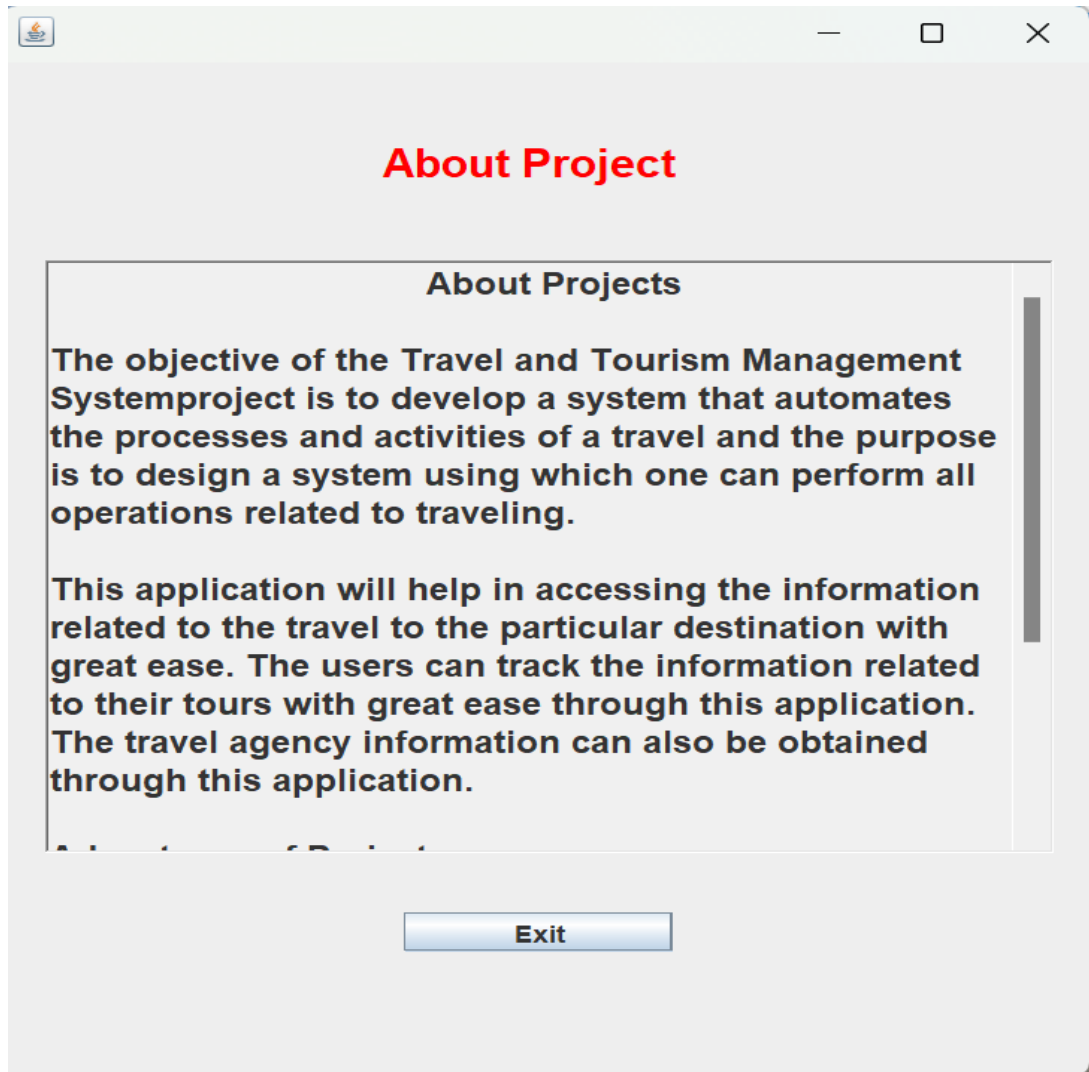 About Project
About Projects
The objective of the Travel and Tourism Management
Systemproject is to develop a system that automates
the processes and activities of a travel and the purpose
is to design a system using which one can perform all
operations related to traveling.
This application will help in accessing the information
related to the travel to the particular destination with
great ease. The users can track the information related
to their tours with great ease through this application.
The travel agency information can also be obtained
through this application.
Exit